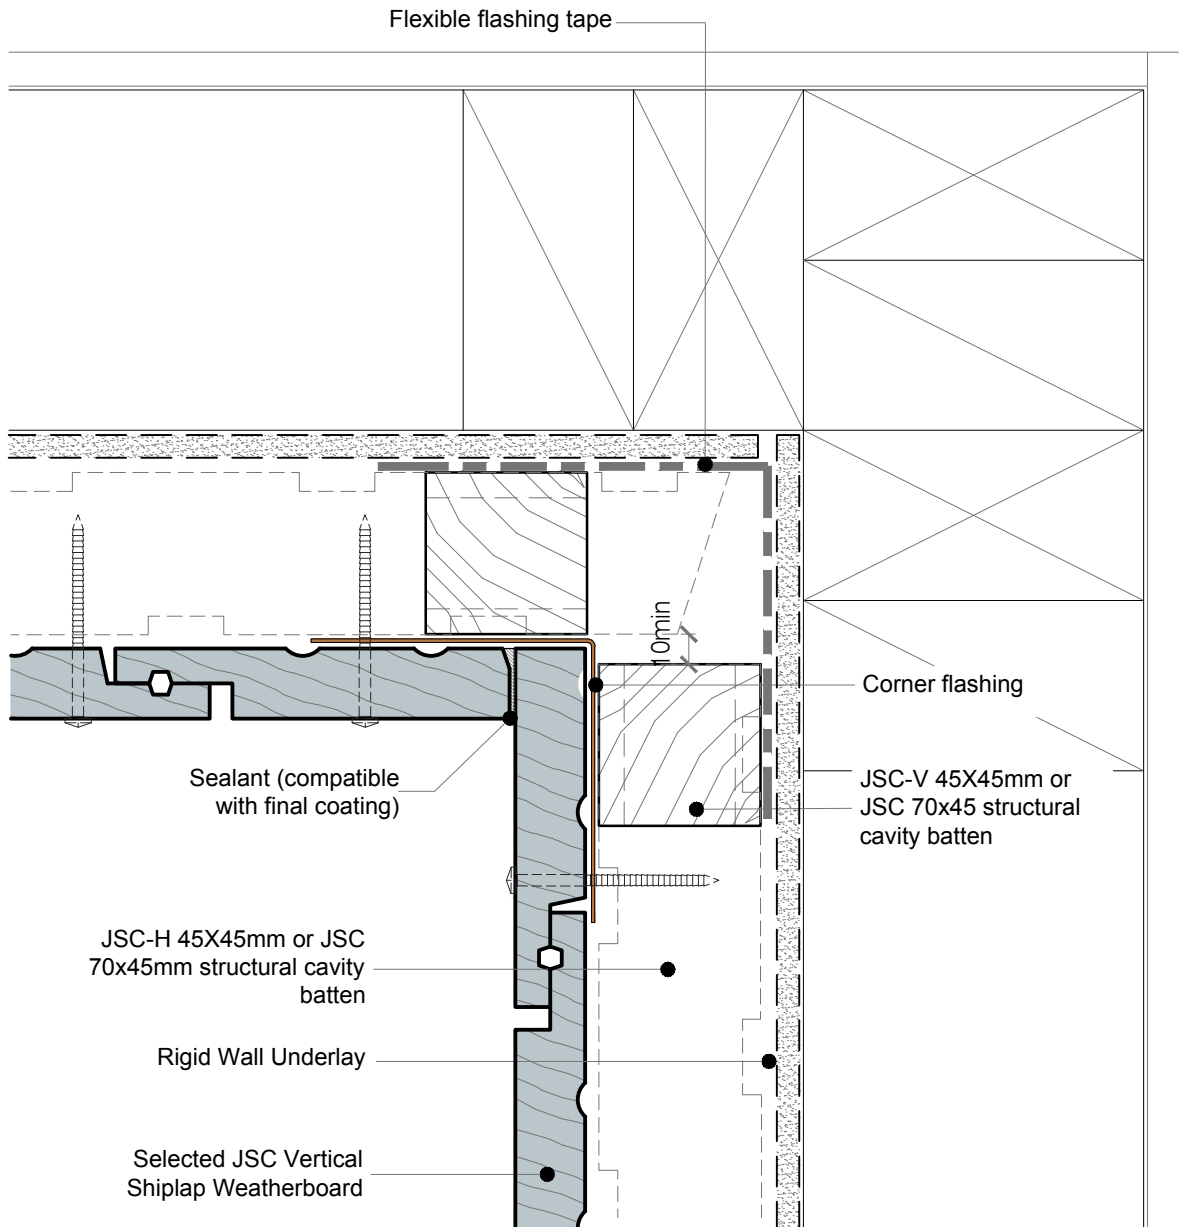 Flexible flashing tape
10min
Corner flashing
Sealant (compatible
with final coating)
JSC-V 45X45mm or
JSC 70x45 structural
cavity batten
JSC-H 45X45mm or JSC
70x45mm structural cavity
batten
Rigid Wall Underlay
Selected JSC Vertical
Shiplap Weatherboard